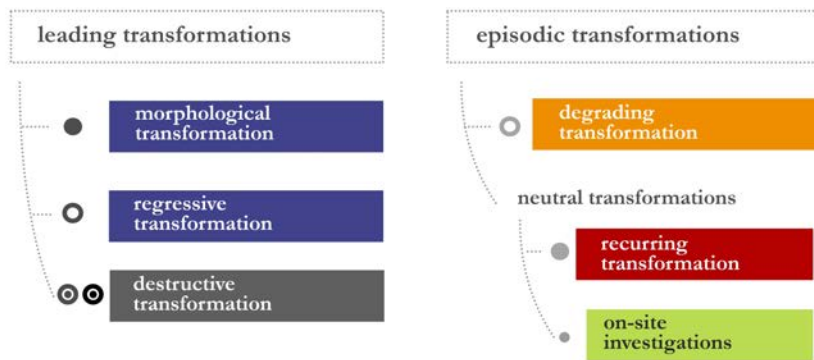 leading transformations
morphological
transformation
regressive
transformation
destructive
transformation
episodic transformations
degrading
transformation
neutral transformations
recurring
transformation
on-site
investigations